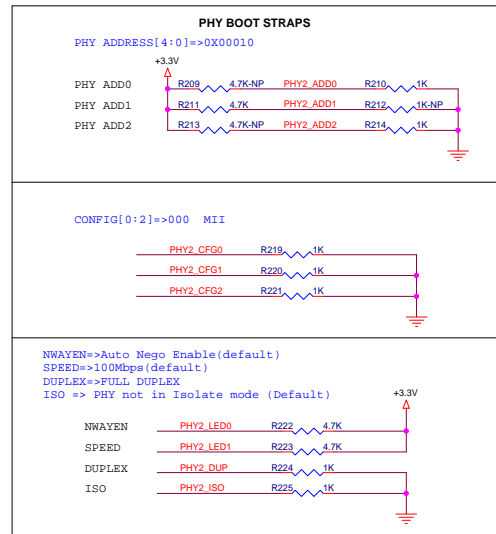 PHY BOOT STRAPS
PHY ADDRESS[4:0]=>0X00010
+3.3V
PHY ADD0 R209 4.7K-NP PHY2_ADD0 R210 1K
PHY ADD1 R211 4.7K PHY2_ADD1 R212 1K-NP
PHY ADD2 R213 4.7K-NP PHY2_ADD2 R214 1K
CONFIG[0:2]=>000 MII
PHY2_CFG0 R219 1K
PHY2_CFG1 R220 1K
PHY2_CFG2 R221 1K
NWAYEN=>Auto Nego Enable(default)
SPEED=>100Mbps(default)
DUPLEX=>FULL DUPLEX
ISO => PHY not in Isolate mode (Default)
+3.3V
NWAYEN PHY2_LED0 R222 4.7K
SPEED PHY2_LED1 R223 4.7K
DUPLEX PHY2_DUP R224 1K
ISO PHY2_ISO R225 1K